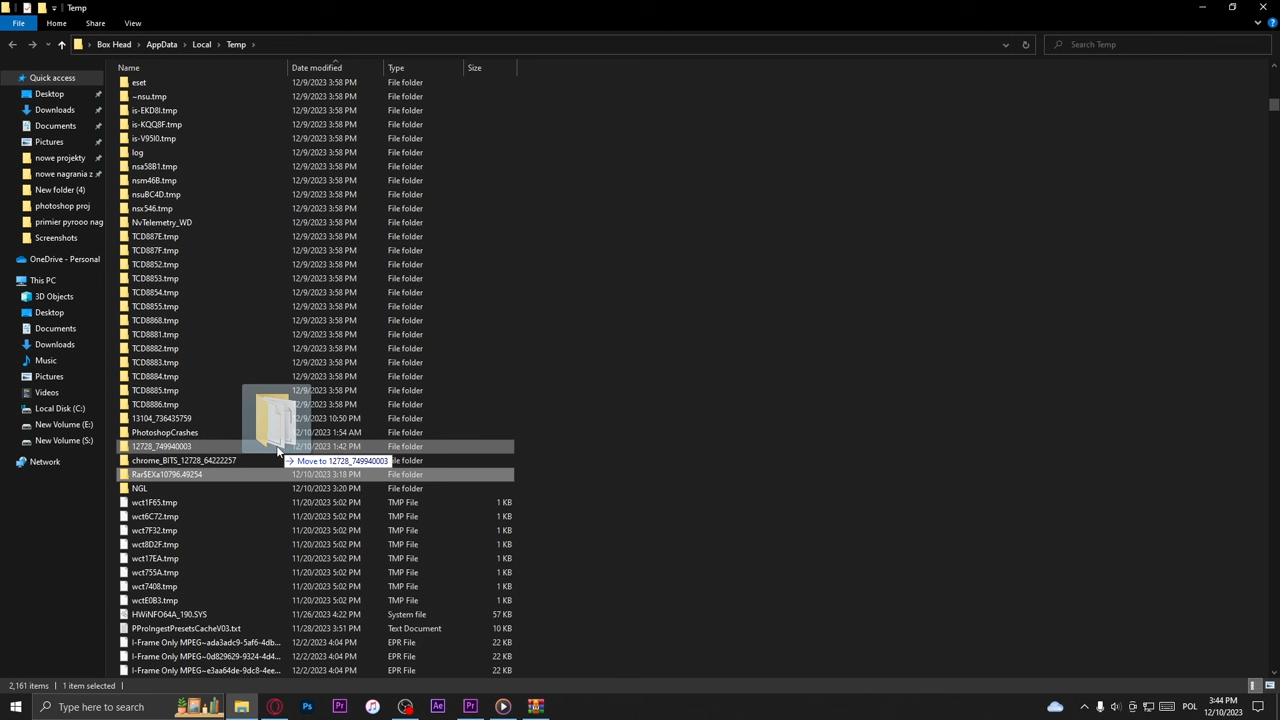 Temp
File Home Share View
Box Head AppData Local Temp Search Temp
Name Date modified Type Size
Quick access
Desktop
Downloads
Documents
Pictures
nowe projekty
nowe nagrania z
New folder (4)
photoshop proj
primier pyrooo nag
Screenshots
OneDrive - Personal
This PC
3D Objects
Desktop
Documents
Downloads
Music
Pictures
Videos
Local Disk (C:)
Nowy Volume (E:)
Nowy Volume (S:)
Network
eset 12/9/2023 3:58 PM File folder
~nsu.tmp 12/9/2023 3:58 PM File folder
is-EKD8I.tmp 12/9/2023 3:58 PM File folder
is-KQQ8F.tmp 12/9/2023 3:58 PM File folder
is-V95I0.tmp 12/9/2023 3:58 PM File folder
log 12/9/2023 3:58 PM File folder
nsa58B1.tmp 12/9/2023 3:58 PM File folder
nsm46B.tmp 12/9/2023 3:58 PM File folder
nsuBC4D.tmp 12/9/2023 3:58 PM File folder
nsx546.tmp 12/9/2023 3:58 PM File folder
NvTelemetry_WD 12/9/2023 3:58 PM File folder
TCD887E.tmp 12/9/2023 3:58 PM File folder
TCD887F.tmp 12/9/2023 3:58 PM File folder
TCD8852.tmp 12/9/2023 3:58 PM File folder
TCD8853.tmp 12/9/2023 3:58 PM File folder
TCD8854.tmp 12/9/2023 3:58 PM File folder
TCD8855.tmp 12/9/2023 3:58 PM File folder
TCD8868.tmp 12/9/2023 3:58 PM File folder
TCD8881.tmp 12/9/2023 3:58 PM File folder
TCD8882.tmp 12/9/2023 3:58 PM File folder
TCD8883.tmp 12/9/2023 3:58 PM File folder
TCD8884.tmp 12/9/2023 3:58 PM File folder
TCD8885.tmp 12/9/2023 3:58 PM File folder
TCD8886.tmp 12/9/2023 3:58 PM File folder
13104_736435759 12/9/2023 10:50 PM File folder
PhotoshopCrashes 12/10/2023 1:54 AM File folder
12728_749940003 12/10/2023 1:42 PM File folder
chrome_BITS_12728_64222257 Move to 12728_749940003 File folder
Rar$EXa10796.49254 12/10/2023 3:18 PM File folder
NGL 12/10/2023 3:20 PM File folder
wct1F65.tmp 11/20/2023 5:02 PM TMP File 1 KB
wct6C72.tmp 11/20/2023 5:02 PM TMP File 1 KB
wct7F32.tmp 11/20/2023 5:02 PM TMP File 1 KB
wct8D2F.tmp 11/20/2023 5:02 PM TMP File 1 KB
wct17EA.tmp 11/20/2023 5:02 PM TMP File 1 KB
wct755A.tmp 11/20/2023 5:02 PM TMP File 1 KB
wct7408.tmp 11/20/2023 5:02 PM TMP File 1 KB
wctE0B3.tmp 11/20/2023 5:02 PM TMP File 1 KB
HWiNFO64A_190.SYS 11/26/2023 4:22 PM System file 57 KB
PProIngestPresetsCacheV03.txt 11/28/2023 3:51 PM Text Document 10 KB
I-Frame Only MPEG~ada3adc9-5af6-4db... 12/2/2023 4:04 PM EPR File 22 KB
I-Frame Only MPEG~0d829629-9324-4d4... 12/2/2023 4:04 PM EPR File 22 KB
I-Frame Only MPEG~e3aa64de-9dc8-4ee... 12/2/2023 4:04 PM EPR File 22 KB
2,161 items 1 item selected
Type here to search Ps Pr Ae Pr POL 3:44 PM
12/10/2023